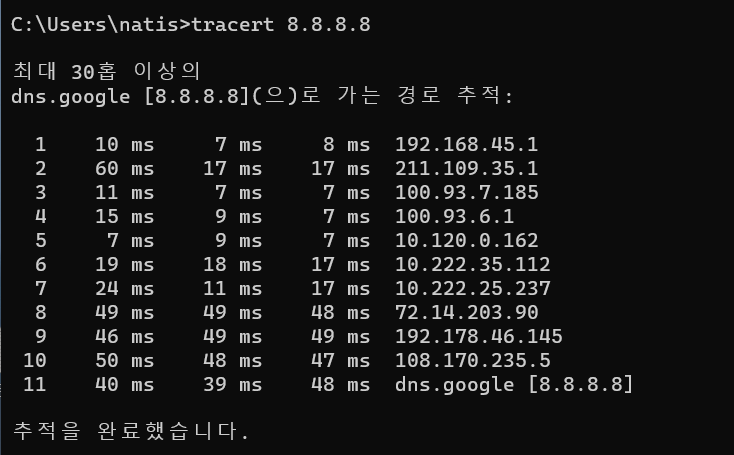 C:\Users\natis>tracert 8.8.8.8
최대 30홉 이상의
dns.google [8.8.8.8](으)로 가는 경로 추적:
1 10 ms 7 ms 8 ms 192.168.45.1
2 60 ms 17 ms 17 ms 211.109.35.1
3 11 ms 7 ms 7 ms 100.93.7.185
4 15 ms 9 ms 7 ms 100.93.6.1
5 7 ms 9 ms 7 ms 10.120.0.162
6 19 ms 18 ms 17 ms 10.222.35.112
7 24 ms 11 ms 17 ms 10.222.25.237
8 49 ms 49 ms 48 ms 72.14.203.90
9 46 ms 49 ms 49 ms 192.178.46.145
10 50 ms 48 ms 47 ms 108.170.235.5
11 40 ms 39 ms 48 ms dns.google [8.8.8.8]
추적을 완료했습니다.